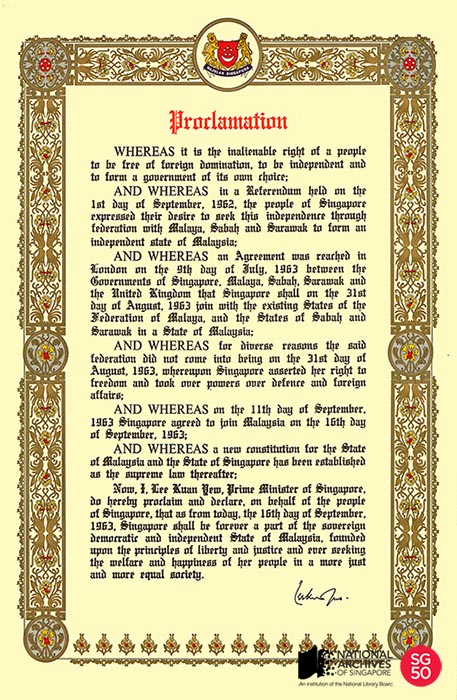 MAJULAH SINGAPURA
Proclamation
WHEREAS it is the inalienable right of a people
to be free of foreign domination, to be independent and
to form a government of its own choice;
AND WHEREAS in a Referendum held on the
1st day of September, 1962, the people of Singapore
expressed their desire to seek this independence through
federation with Malaya, Sabah and Sarawak to form an
independent state of Malaysia;
AND WHEREAS an Agreement was reached in
London on the 9th day of July, 1963 between the
Governments of Singapore, Malaya, Sabah, Sarawak and
the United Kingdom that Singapore shall on the 31st
day of August, 1963 join with the existing States of the
Federation of Malaya, and the States of Sabah and
Sarawak in a State of Malaysia;
AND WHEREAS for diverse reasons the said
federation did not come into being on the 31st day of
August, 1963, whereupon Singapore asserted her right to
freedom and took over powers over defence and foreign
affairs;
AND WHEREAS on the 11th day of September,
1963 Singapore agreed to join Malaysia on the 16th day
of September, 1963;
AND WHEREAS a new constitution for the State
of Malaysia and the State of Singapore has been established
as the supreme law thereafter;
Now, I, Lee Kuan Yew, Prime Minister of Singapore,
do hereby proclaim and declare, on behalf of the people
of Singapore, that as from today, the 16th day of September,
1963, Singapore shall be forever a part of the sovereign
democratic and independent State of Malaysia, founded
upon the principles of liberty and justice and ever seeking
the welfare and happiness of her people in a more just
and more equal society.
NATIONAL
ARCHIVES
OF SINGAPORE
An institution of the National Library Board
SG
50